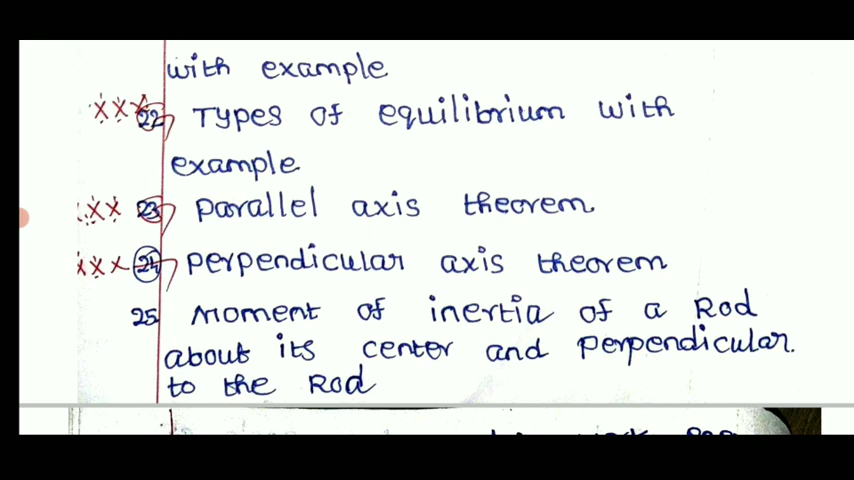 with example
XXX 22 Types of equilibrium with
example
XX 23 parallel axis theorem
XXX 24 perpendicular axis theorem
25 Moment of inertia of a Rod
about its center and perpendicular.
to the Rod